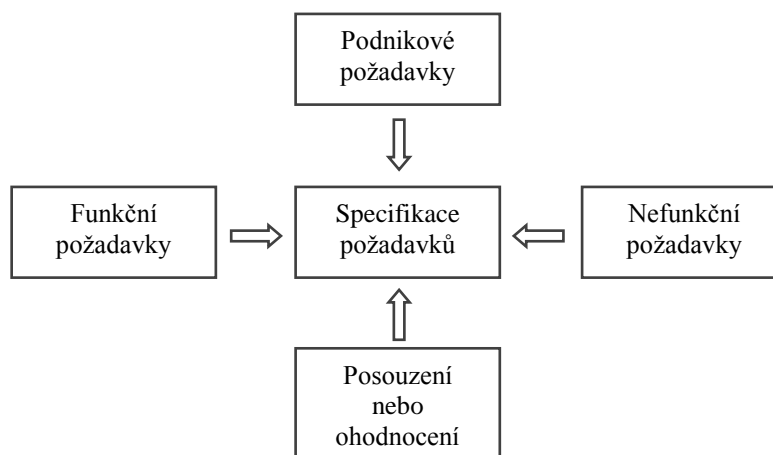 Podnikové
požadavky
Funkční
požadavky
Specifikace
požadavků
Nefunkční
požadavky
Posouzení
nebo
ohodnocení